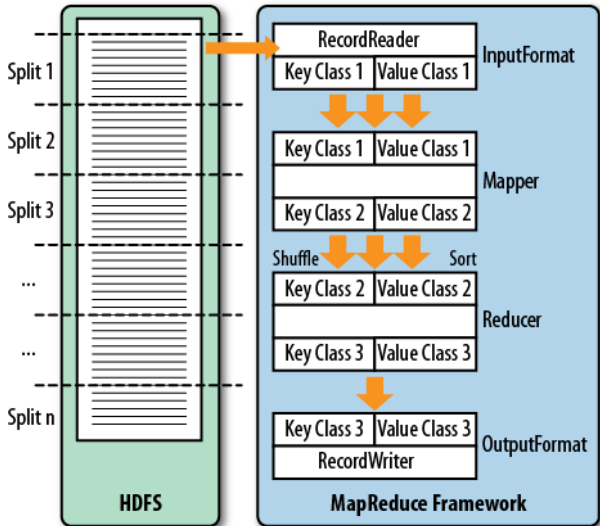 Split 1
Split 2
Split 3
...
...
Split n
HDFS
RecordReader
Key Class 1 Value Class 1
InputFormat
Key Class 1 Value Class 1
Mapper
Key Class 2 Value Class 2
Shuffle Sort
Key Class 2 Value Class 2
Reducer
Key Class 3 Value Class 3
Key Class 3 Value Class 3
OutputFormat
RecordWriter
MapReduce Framework